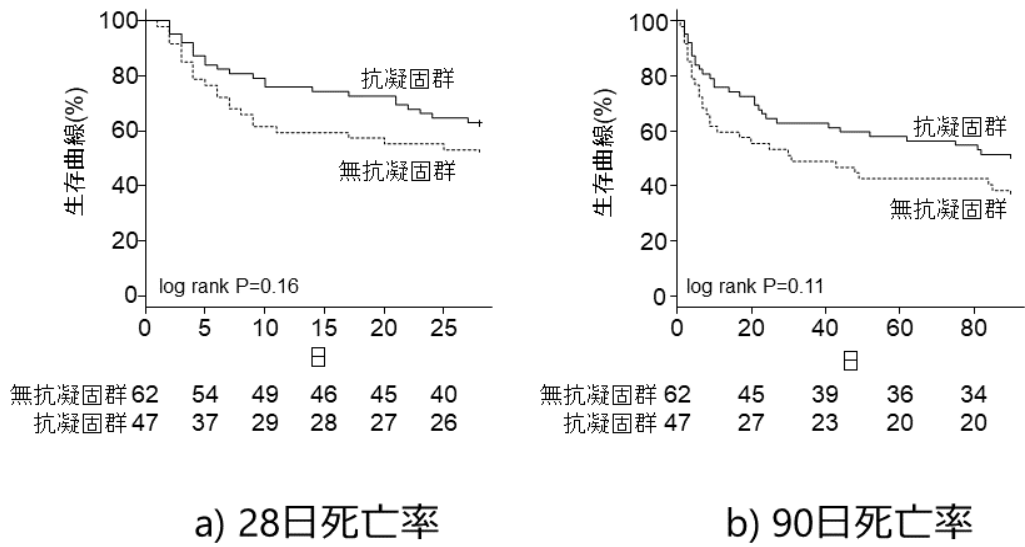 100
80
60
40
20
0
生存曲線(%)
抗凝固群
無抗凝固群
log rank P=0.16
0 5 10 15 20 25
日
無抗凝固群 62 54 49 46 45 40
抗凝固群 47 37 29 28 27 26
a) 28日死亡率
100
80
60
40
20
0
生存曲線(%)
抗凝固群
無抗凝固群
log rank P=0.11
0 20 40 60 80
日
無抗凝固群 62 45 39 36 34
抗凝固群 47 27 23 20 20
b) 90日死亡率